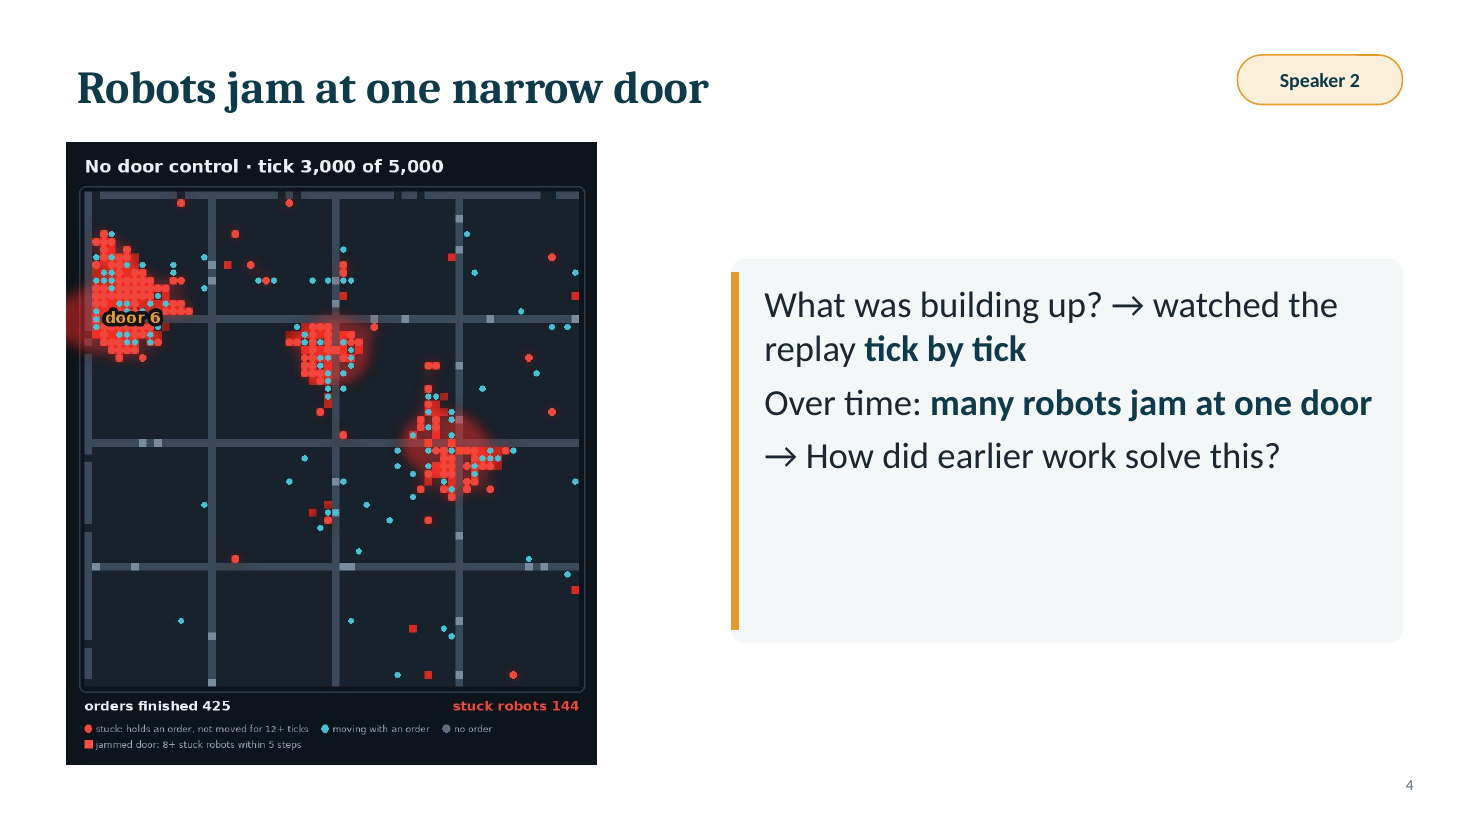 Robots jam at one narrow door
Speaker 2
No door control · tick 3,000 of 5,000
door 6
orders finished 425
stuck robots 144
stuck: holds an order, not moved for 12+ ticks
moving with an order
no order
jammed door: 8+ stuck robots within 5 steps
What was building up? → watched the
replay tick by tick
Over time: many robots jam at one door
→ How did earlier work solve this?
4